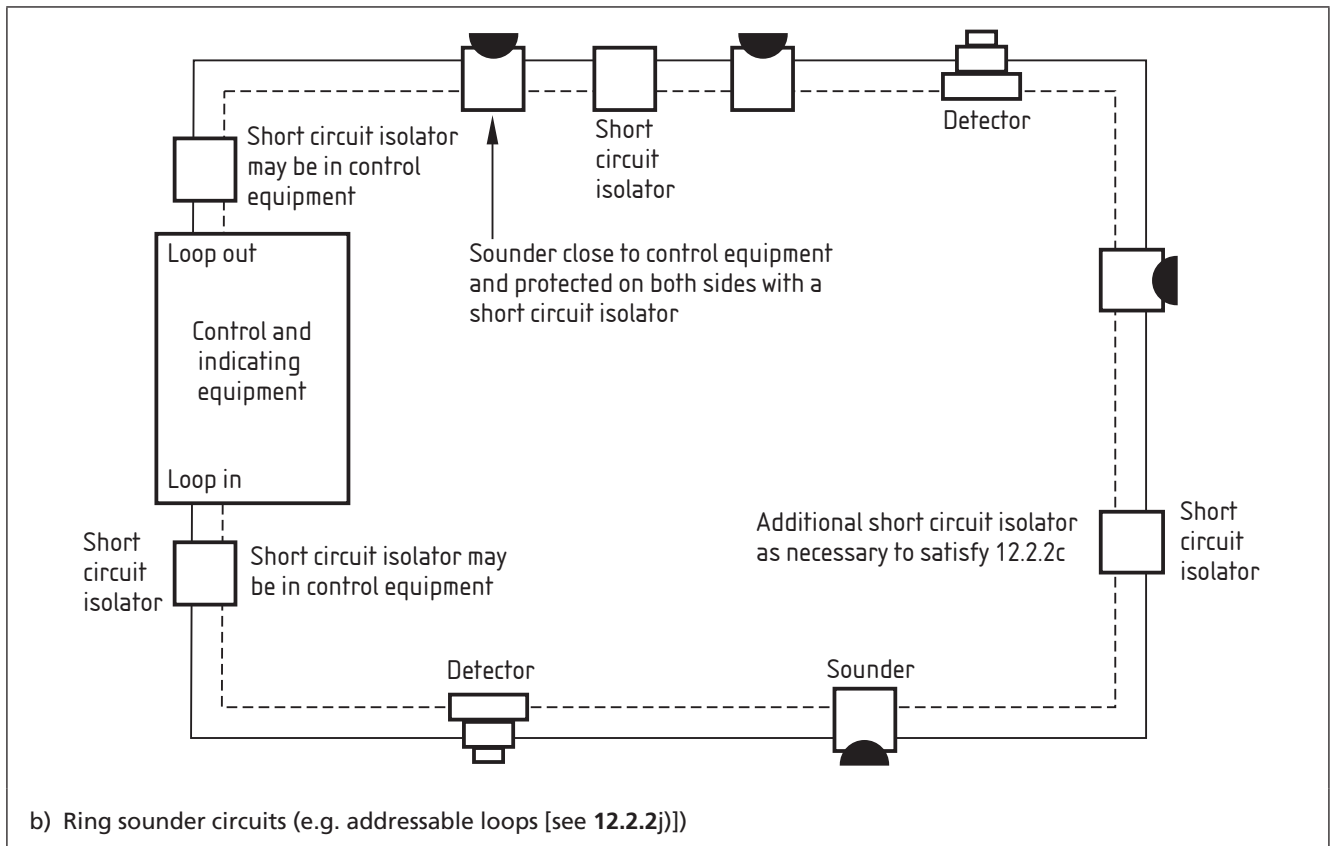 Short circuit isolator
may be in control
equipment
Short
circuit
isolator
Detector
Loop out
Control and
indicating
equipment
Loop in
Sounder close to control equipment
and protected on both sides with a
short circuit isolator
Short
circuit
isolator
Short circuit isolator may
be in control equipment
Additional short circuit isolator
as necessary to satisfy 12.2.2c
Short
circuit
isolator
Detector
Sounder
b) Ring sounder circuits (e.g. addressable loops [see 12.2.2j)])